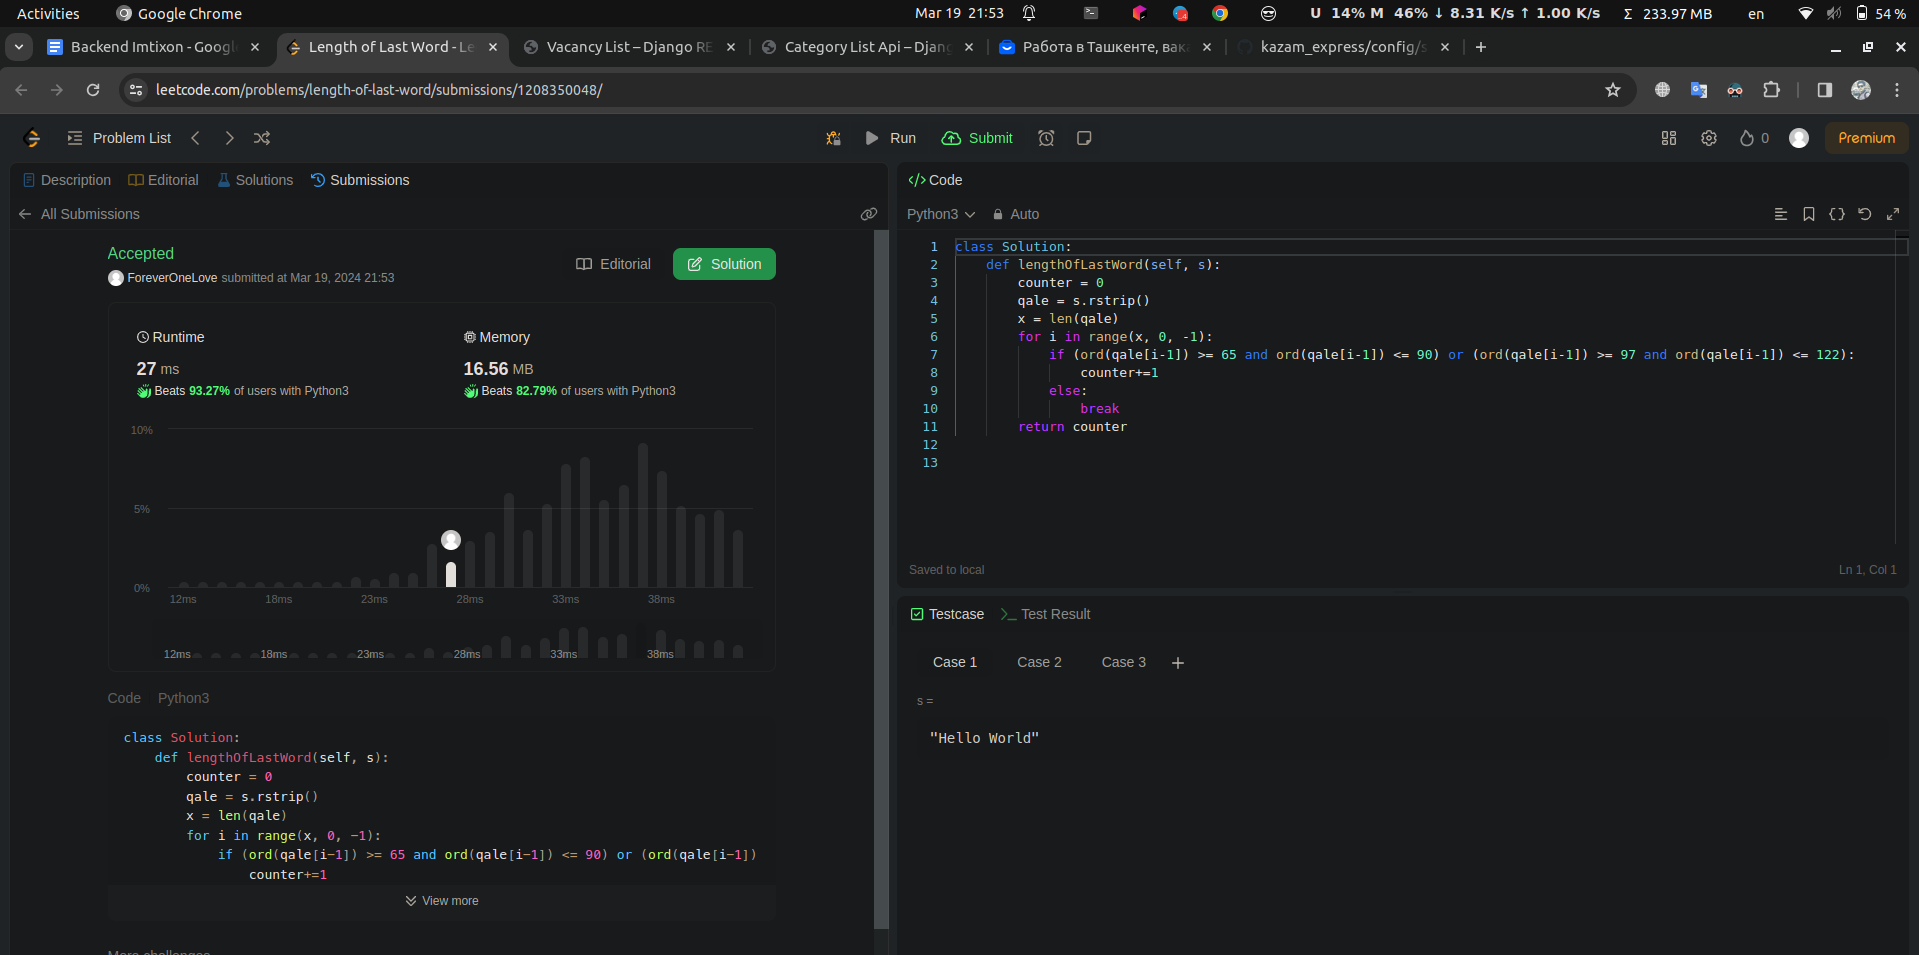 Activities Google Chrome Mar 19 21:53 U 14% M 46% ↓ 8.31 K/s ↑ 1.00 K/s Σ 233.97 MB en 54 %
Backend Imtixon - Googl Length of Last Word - Le Vacancy List – Django RE Category List Api – Djang Работа в Ташкенте, вака kazam_express/config/s
leetcode.com/problems/length-of-last-word/submissions/1208350048/
Problem List Run Submit 0 Premium
Description Editorial Solutions Submissions
All Submissions
Accepted
ForeverOneLove submitted at Mar 19, 2024 21:53
Editorial Solution
Runtime Memory
27 ms 16.56 MB
Beats 93.27% of users with Python3 Beats 82.79% of users with Python3
10%
5%
0%
12ms 18ms 23ms 28ms 33ms 38ms
12ms 18ms 23ms 28ms 33ms 38ms
Code Python3
class Solution:
def lengthOfLastWord(self, s):
counter = 0
qale = s.rstrip()
x = len(qale)
for i in range(x, 0, -1):
if (ord(qale[i-1]) >= 65 and ord(qale[i-1]) <= 90) or (ord(qale[i-1])
counter+=1
View more
More challenges
Code
Python3 Auto
1 class Solution:
2 def lengthOfLastWord(self, s):
3 counter = 0
4 qale = s.rstrip()
5 x = len(qale)
6 for i in range(x, 0, -1):
7 if (ord(qale[i-1]) >= 65 and ord(qale[i-1]) <= 90) or (ord(qale[i-1]) >= 97 and ord(qale[i-1]) <= 122):
8 counter+=1
9 else:
10 break
11 return counter
12
13
Saved to local Ln 1, Col 1
Testcase Test Result
Case 1 Case 2 Case 3
s =
"Hello World"